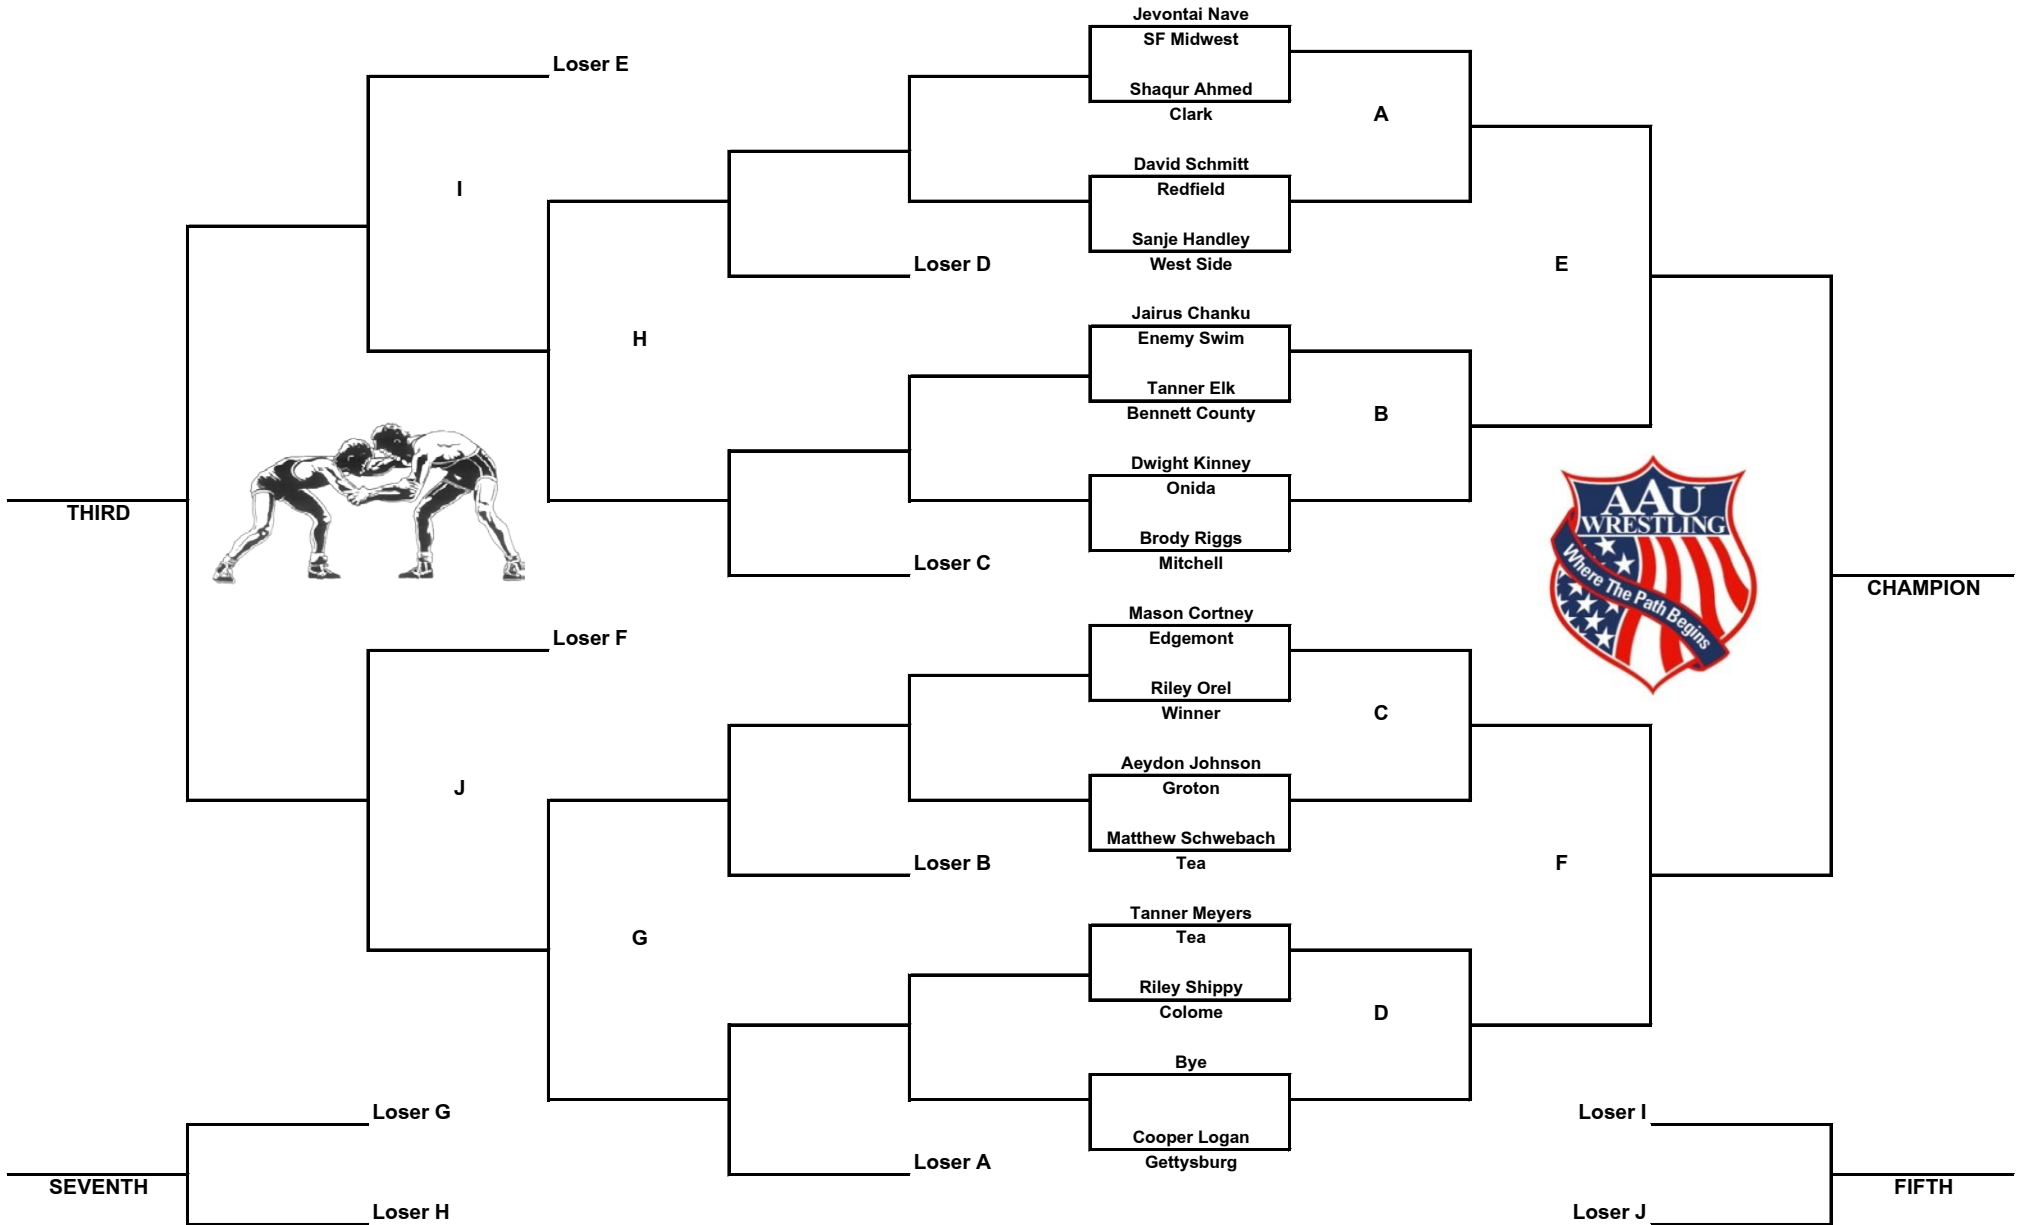 Jevontai Nave
SF Midwest
Loser E
Shaqur Ahmed
Clark
A
David Schmitt
Redfield
I
Sanje Handley
West Side
Loser D
E
Jairus Chanku
Enemy Swim
H
Tanner Elk
Bennett County
B
Dwight Kinney
Onida
THIRD
Brody Riggs
Mitchell
Loser C
AAU
WRESTLING
Where The Path Begins
CHAMPION
Mason Cortney
Edgemont
Loser F
Riley Orel
Winner
C
Aeydon Johnson
Groton
J
Matthew Schwebach
Tea
Loser B
F
Tanner Meyers
Tea
G
Riley Shippy
Colome
D
Bye
Loser G
Loser I
Cooper Logan
Gettysburg
Loser A
SEVENTH
FIFTH
Loser H
Loser J